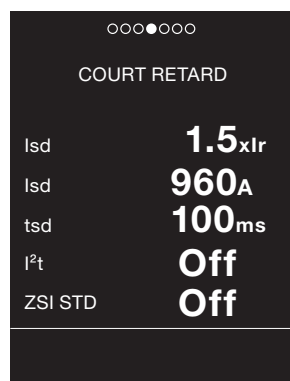 COURT RETARD
Isd 1.5xIr
Isd 960A
tsd 100ms
I²t Off
ZSI STD Off